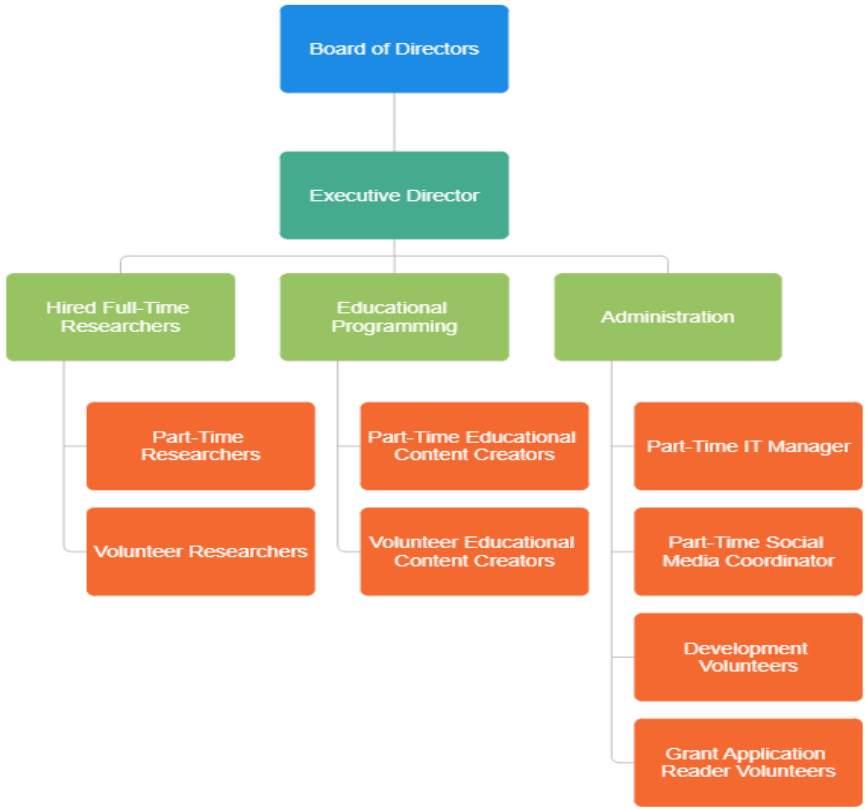 Board of Directors
Executive Director
Hired Full-Time
Researchers
Educational
Programming
Administration
Part-Time
Researchers
Part-Time Educational
Content Creators
Part-Time IT Manager
Volunteer Researchers
Volunteer Educational
Content Creators
Part-Time Social
Media Coordinator
Development
Volunteers
Grant Application
Reader Volunteers